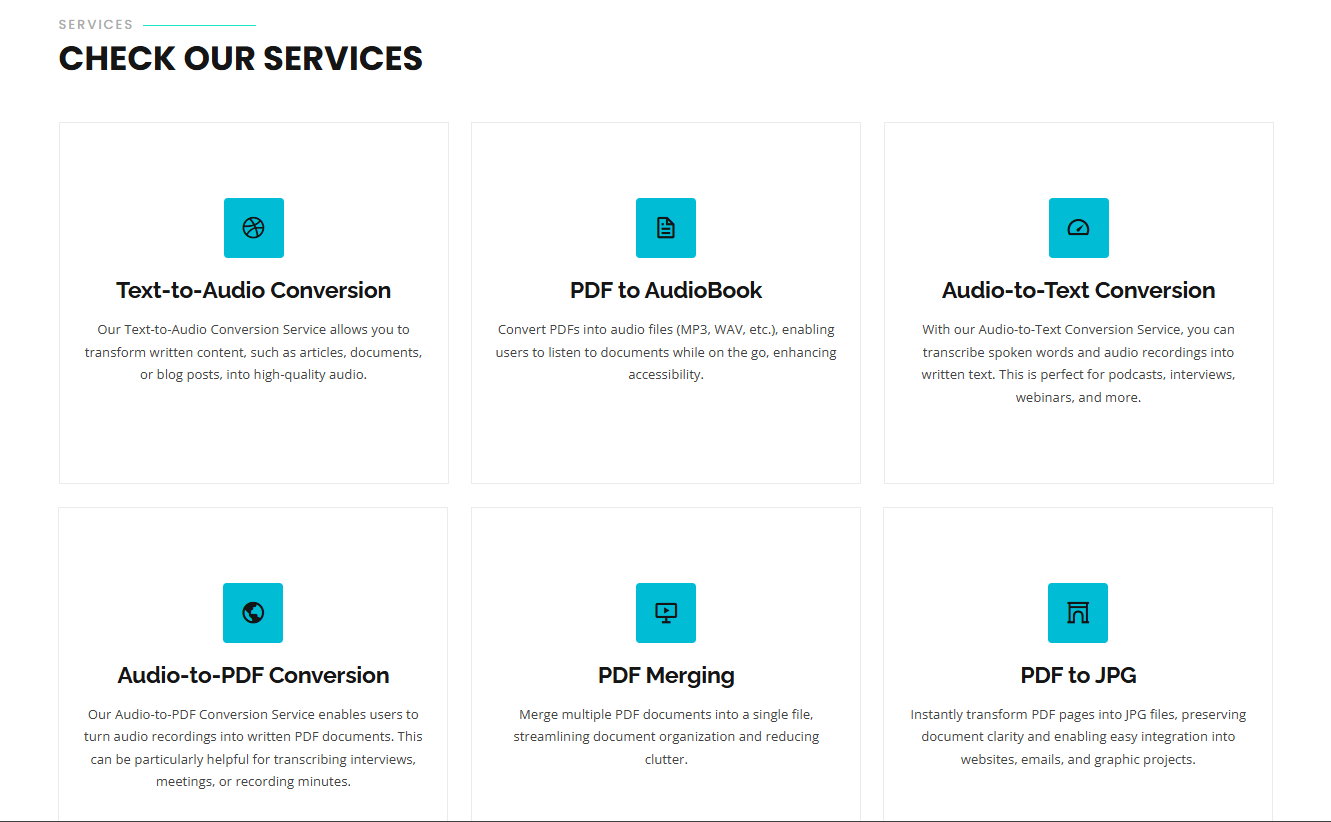 SERVICES
CHECK OUR SERVICES
Text-to-Audio Conversion
Our Text-to-Audio Conversion Service allows you to
transform written content, such as articles, documents,
or blog posts, into high-quality audio.
PDF to AudioBook
Convert PDFs into audio files (MP3, WAV, etc.), enabling
users to listen to documents while on the go, enhancing
accessibility.
Audio-to-Text Conversion
With our Audio-to-Text Conversion Service, you can
transcribe spoken words and audio recordings into
written text. This is perfect for podcasts, interviews,
webinars, and more.
Audio-to-PDF Conversion
Our Audio-to-PDF Conversion Service enables users to
turn audio recordings into written PDF documents. This
can be particularly helpful for transcribing interviews,
meetings, or recording minutes.
PDF Merging
Merge multiple PDF documents into a single file,
streamlining document organization and reducing
clutter.
PDF to JPG
Instantly transform PDF pages into JPG files, preserving
document clarity and enabling easy integration into
websites, emails, and graphic projects.